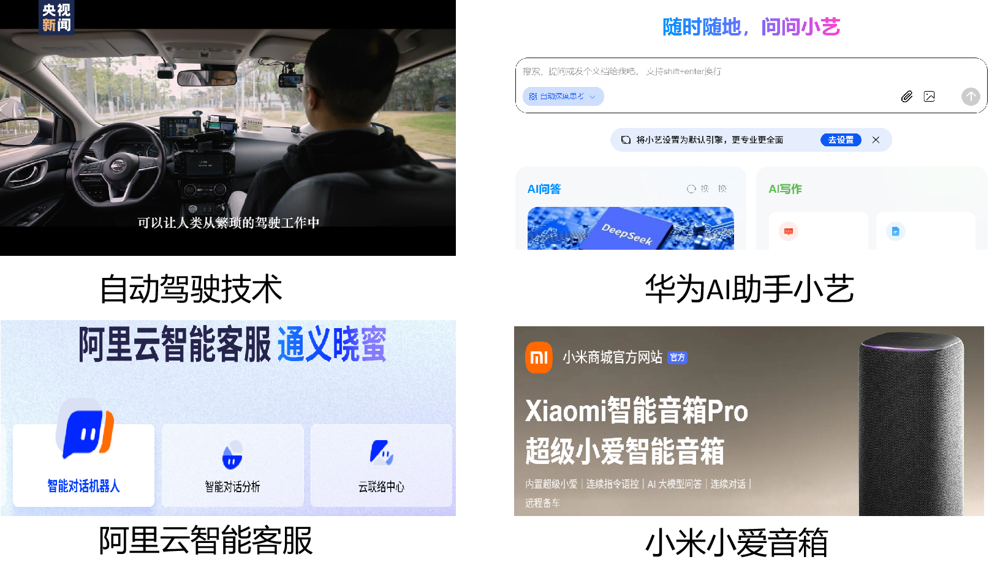 央视
新闻
可以让人类从繁琐的驾驶工作中
自动驾驶技术
随时随地，问问小艺
搜索、提问或发个文档给我吧， 支持shift+enter换行
自动深度思考
将小艺设置为默认引擎，更专业更全面
去设置
AI问答
换 换
AI写作
DeepSeek
华为AI助手小艺
阿里云智能客服 通义晓蜜
智能对话机器人
智能对话分析
云联络中心
阿里云智能客服
小米商城官方网站 官方
Xiaomi智能音箱Pro
超级小爱智能音箱
内置超级小爱｜连续指令语控｜AI 大模型问答｜连续对话｜
远程备车
小米小爱音箱